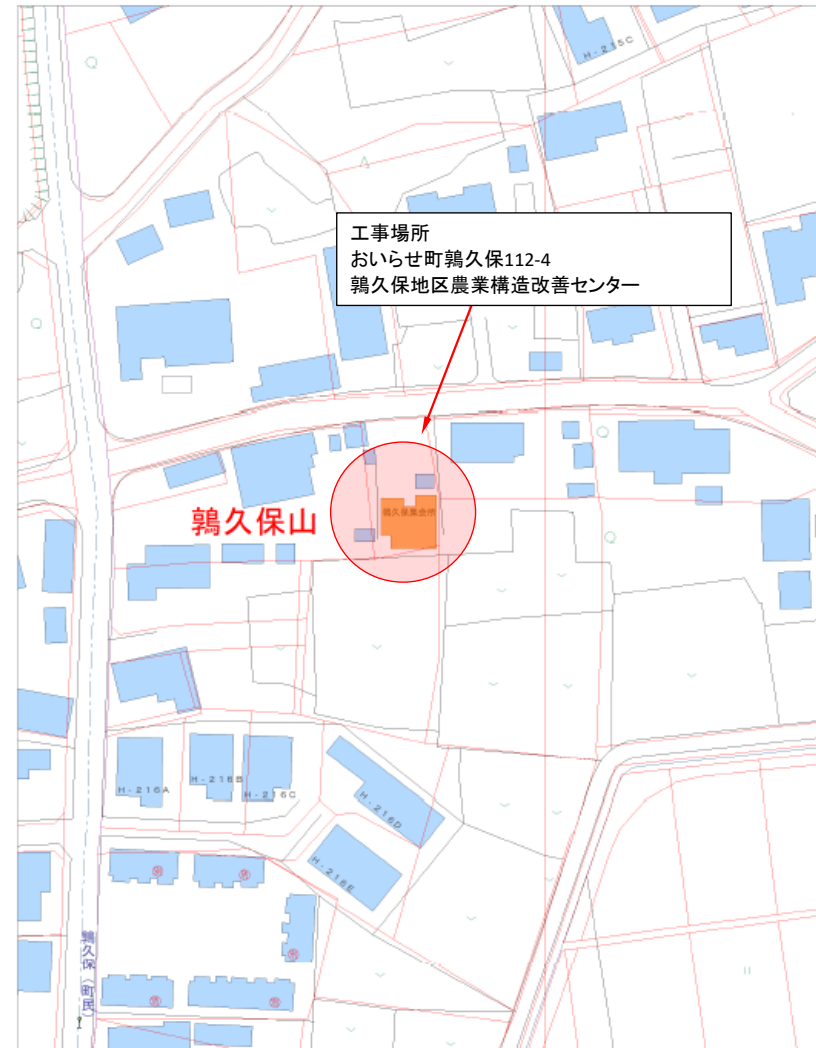 H-215C
工事場所
おいらせ町鶉久保112-4
鶉久保地区農業構造改善センター
鶉久保集会所
鶉久保山
H-216A
H-216B
H-216C
H-216D
H-216E
鶉久保（町民）